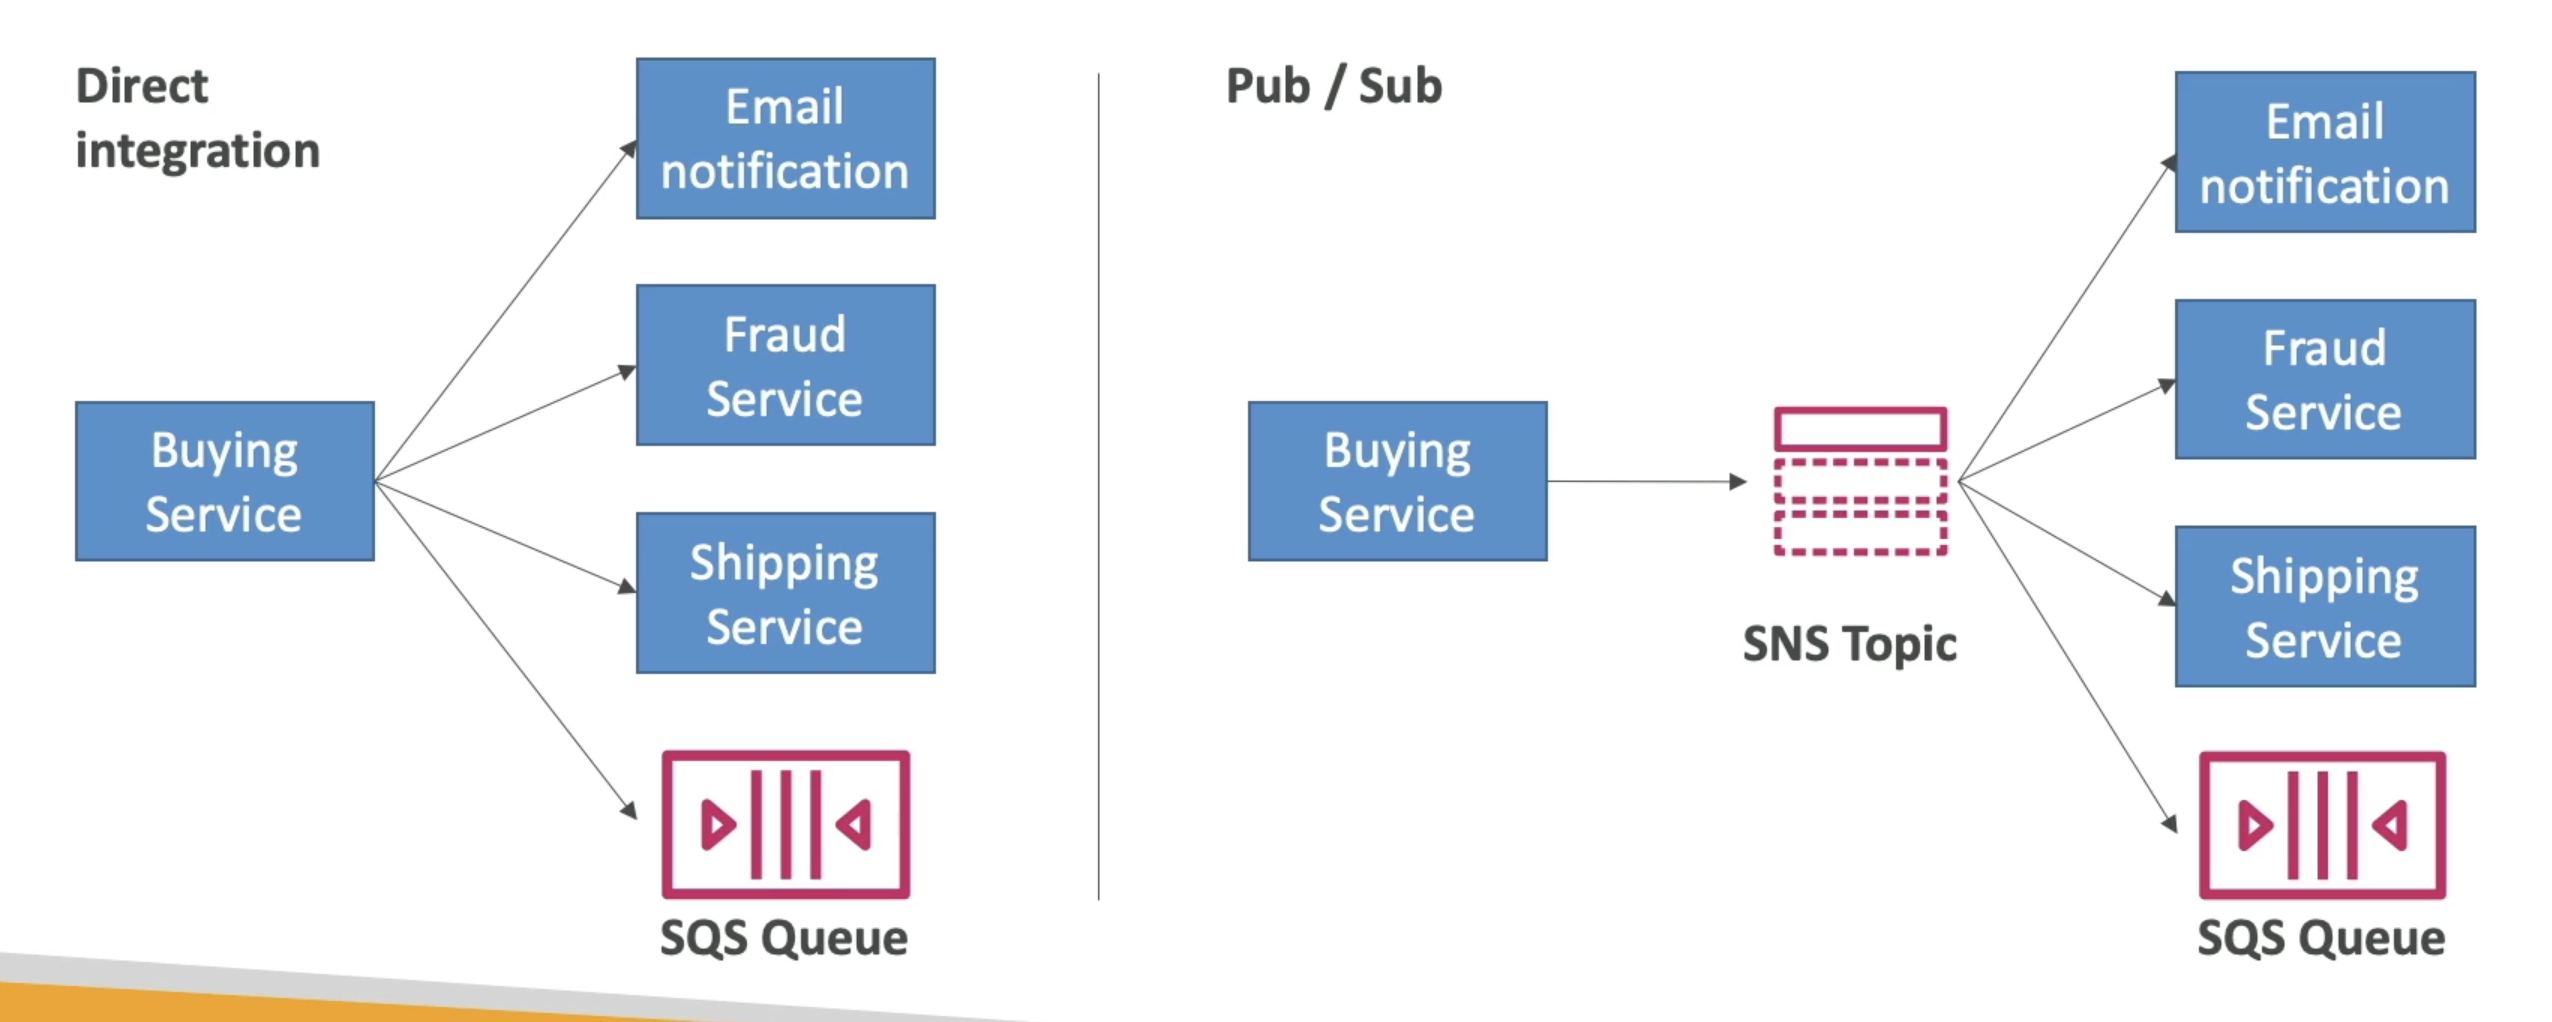 Direct
integration
Buying
Service
Email
notification
Fraud
Service
Shipping
Service
SQS Queue
Pub / Sub
Buying
Service
SNS Topic
Email
notification
Fraud
Service
Shipping
Service
SQS Queue